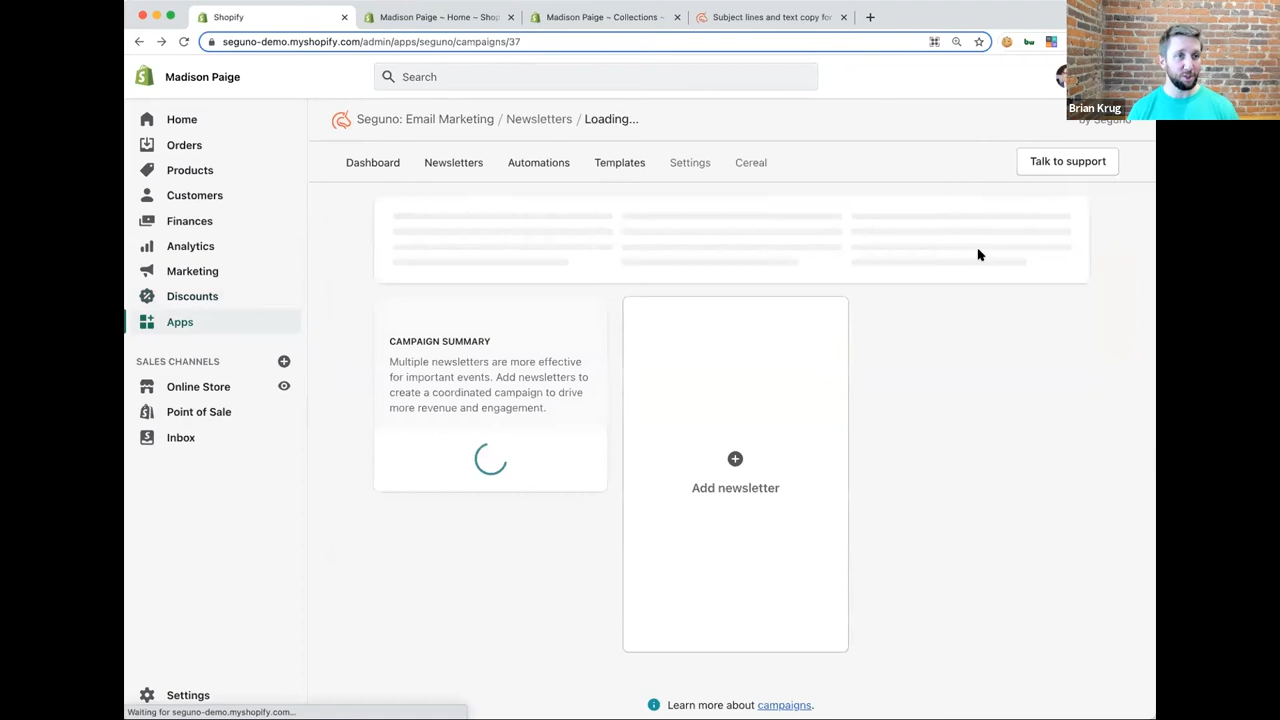 Shopify
Madison Paige ~ Home ~ Shop
Madison Paige ~ Collections ~
Subject lines and text copy for
seguno-demo.myshopify.com/admin/apps/seguno/campaigns/37
Madison Paige
Search
Brian Krug
Home
Orders
Products
Customers
Finances
Analytics
Marketing
Discounts
Apps
SALES CHANNELS
Online Store
Point of Sale
Inbox
Settings
Waiting for seguno-demo.myshopify.com...
Seguno: Email Marketing / Newsletters / Loading...
by Seguno
Dashboard Newsletters Automations Templates Settings Cereal
Talk to support
CAMPAIGN SUMMARY
Multiple newsletters are more effective
for important events. Add newsletters to
create a coordinated campaign to drive
more revenue and engagement.
Add newsletter
Learn more about campaigns.